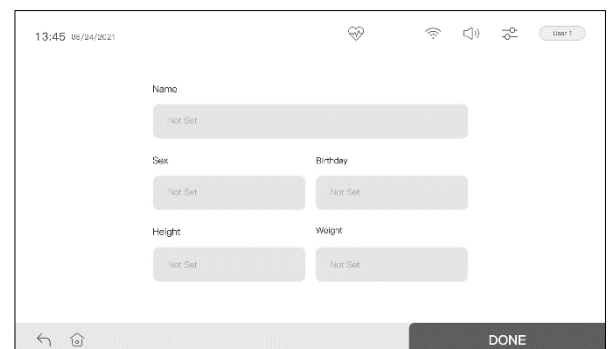 13:45 05/24/2021 User 1
Name
Not Set
Sex Birthday
Not Set Not Set
Height Weight
Not Set Not Set
DONE